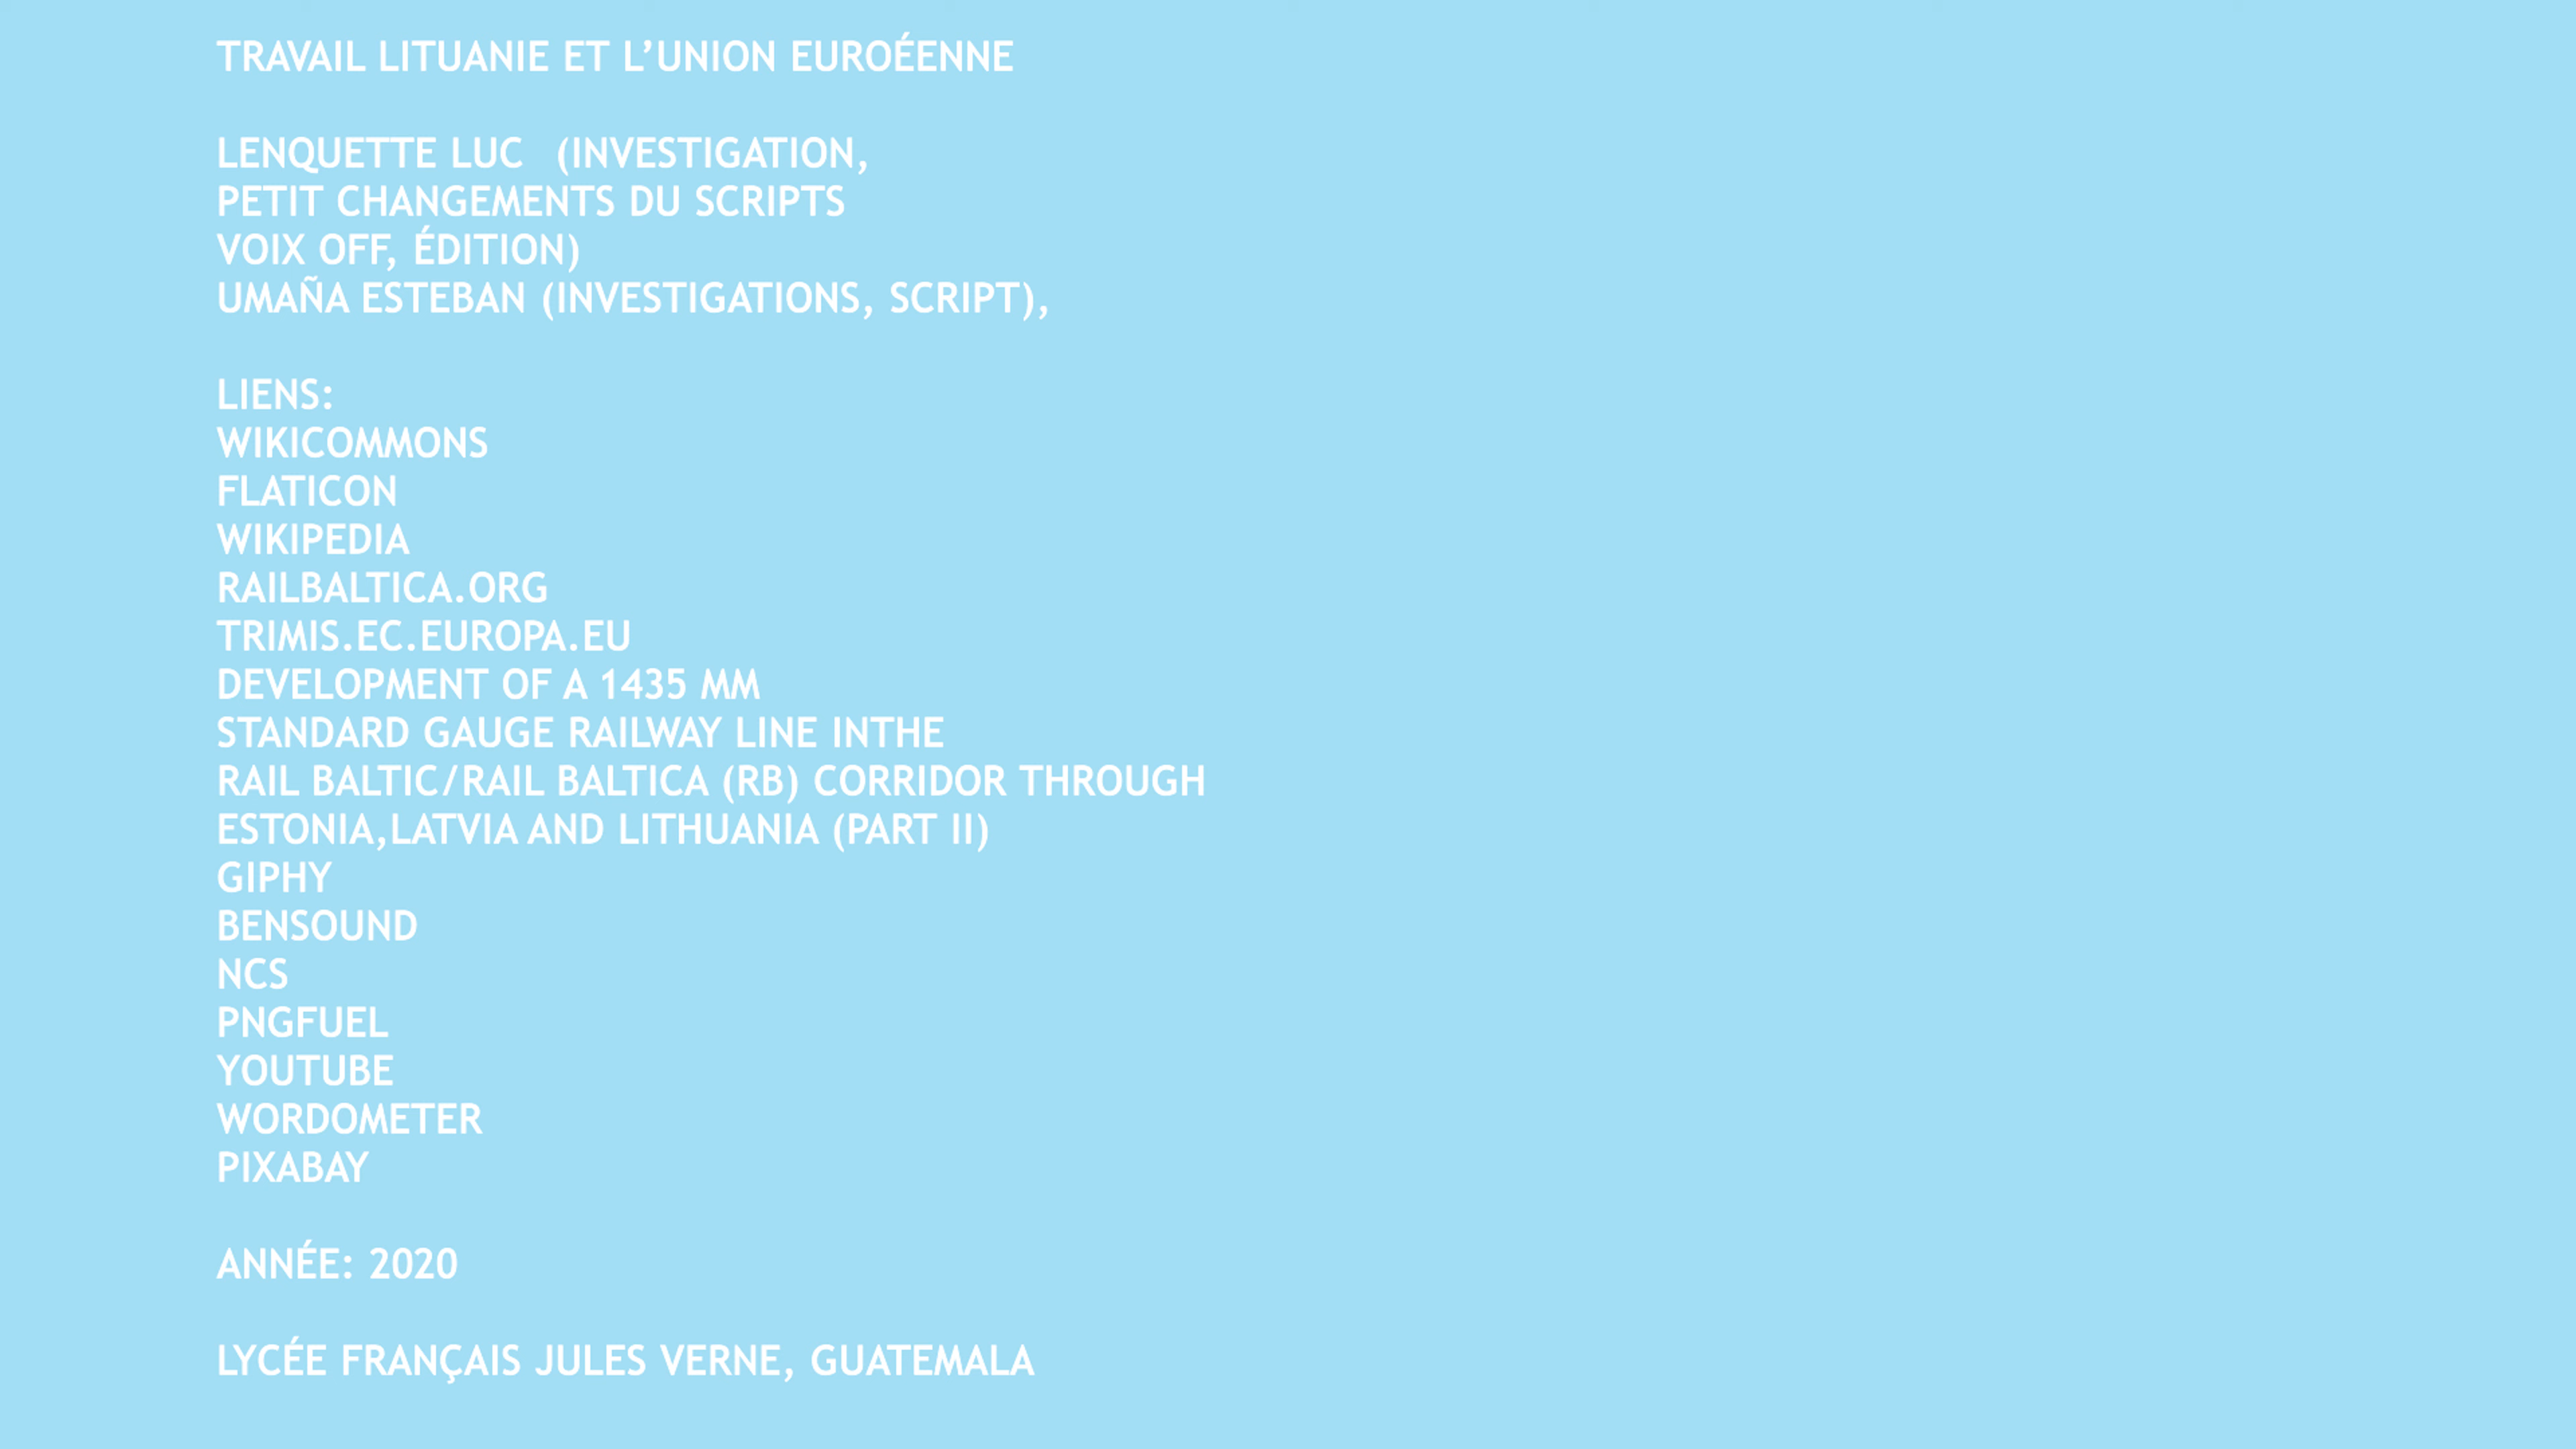 TRAVAIL LITUANIE ET L’UNION EUROÉENNE
LENQUETTE LUC (INVESTIGATION,
PETIT CHANGEMENTS DU SCRIPTS
VOIX OFF, ÉDITION)
UMAÑA ESTEBAN (INVESTIGATIONS, SCRIPT),
LIENS:
WIKICOMMONS
FLATICON
WIKIPEDIA
RAILBALTICA.ORG
TRIMIS.EC.EUROPA.EU
DEVELOPMENT OF A 1435 MM
STANDARD GAUGE RAILWAY LINE INTHE
RAIL BALTIC/RAIL BALTICA (RB) CORRIDOR THROUGH
ESTONIA,LATVIA AND LITHUANIA (PART II)
GIPHY
BENSOUND
NCS
PNGFUEL
YOUTUBE
WORDOMETER
PIXABAY
ANNÉE: 2020
LYCÉE FRANÇAIS JULES VERNE, GUATEMALA